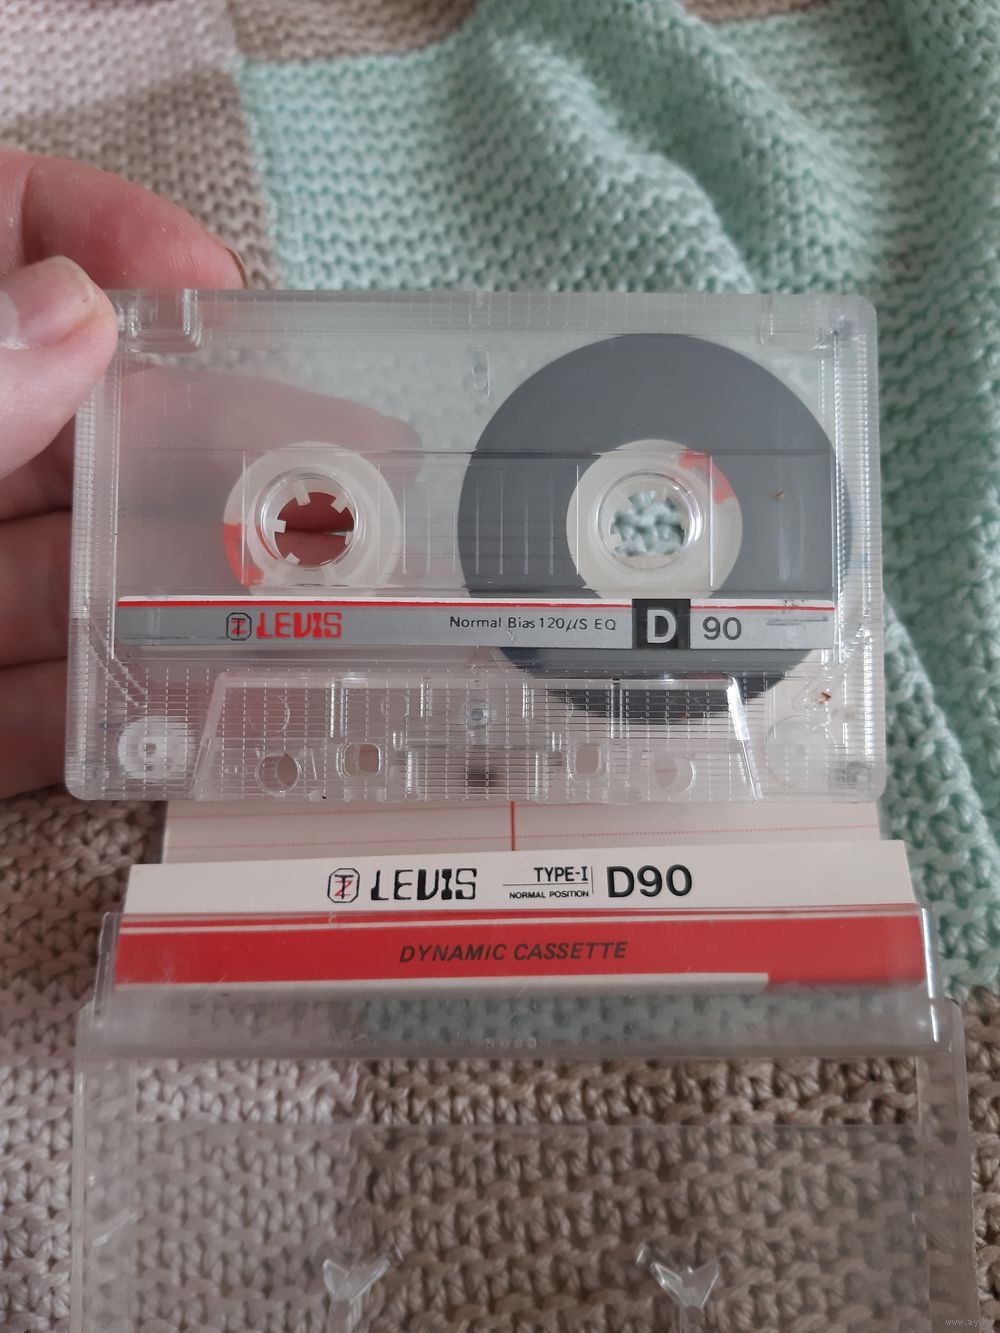 LEVIS Normal Bias 120µS EQ D 90
LEVIS TYPE-I D90
NORMAL POSITION
DYNAMIC CASSETTE